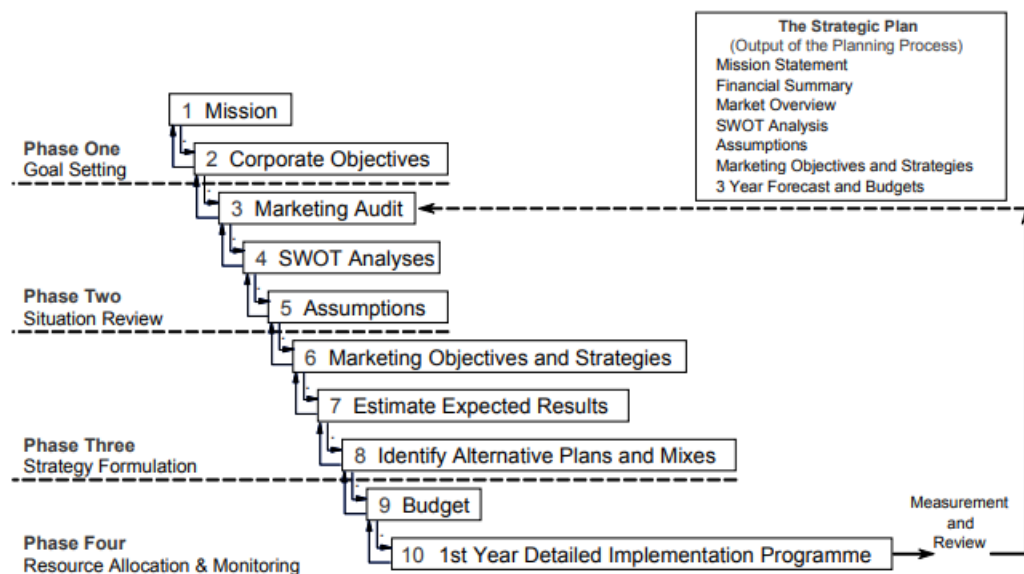 The Strategic Plan
(Output of the Planning Process)
Mission Statement
Financial Summary
Market Overview
SWOT Analysis
Assumptions
Marketing Objectives and Strategies
3 Year Forecast and Budgets
1 Mission
Phase One
Goal Setting
2 Corporate Objectives
3 Marketing Audit
4 SWOT Analyses
Phase Two
Situation Review
5 Assumptions
6 Marketing Objectives and Strategies
7 Estimate Expected Results
Phase Three
Strategy Formulation
8 Identify Alternative Plans and Mixes
9 Budget
Measurement
and
Review
Phase Four
Resource Allocation & Monitoring
10 1st Year Detailed Implementation Programme